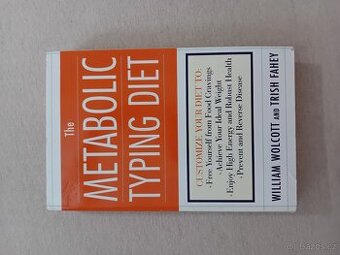 The
METABOLIC
TYPING DIET
CUSTOMIZE YOUR DIET TO:
• Free Yourself from Food Cravings
• Achieve Your Ideal Weight
• Enjoy High Energy and Robust Health
• Prevent and Reverse Disease
WILLIAM WOLCOTT AND TRISH FAHEY